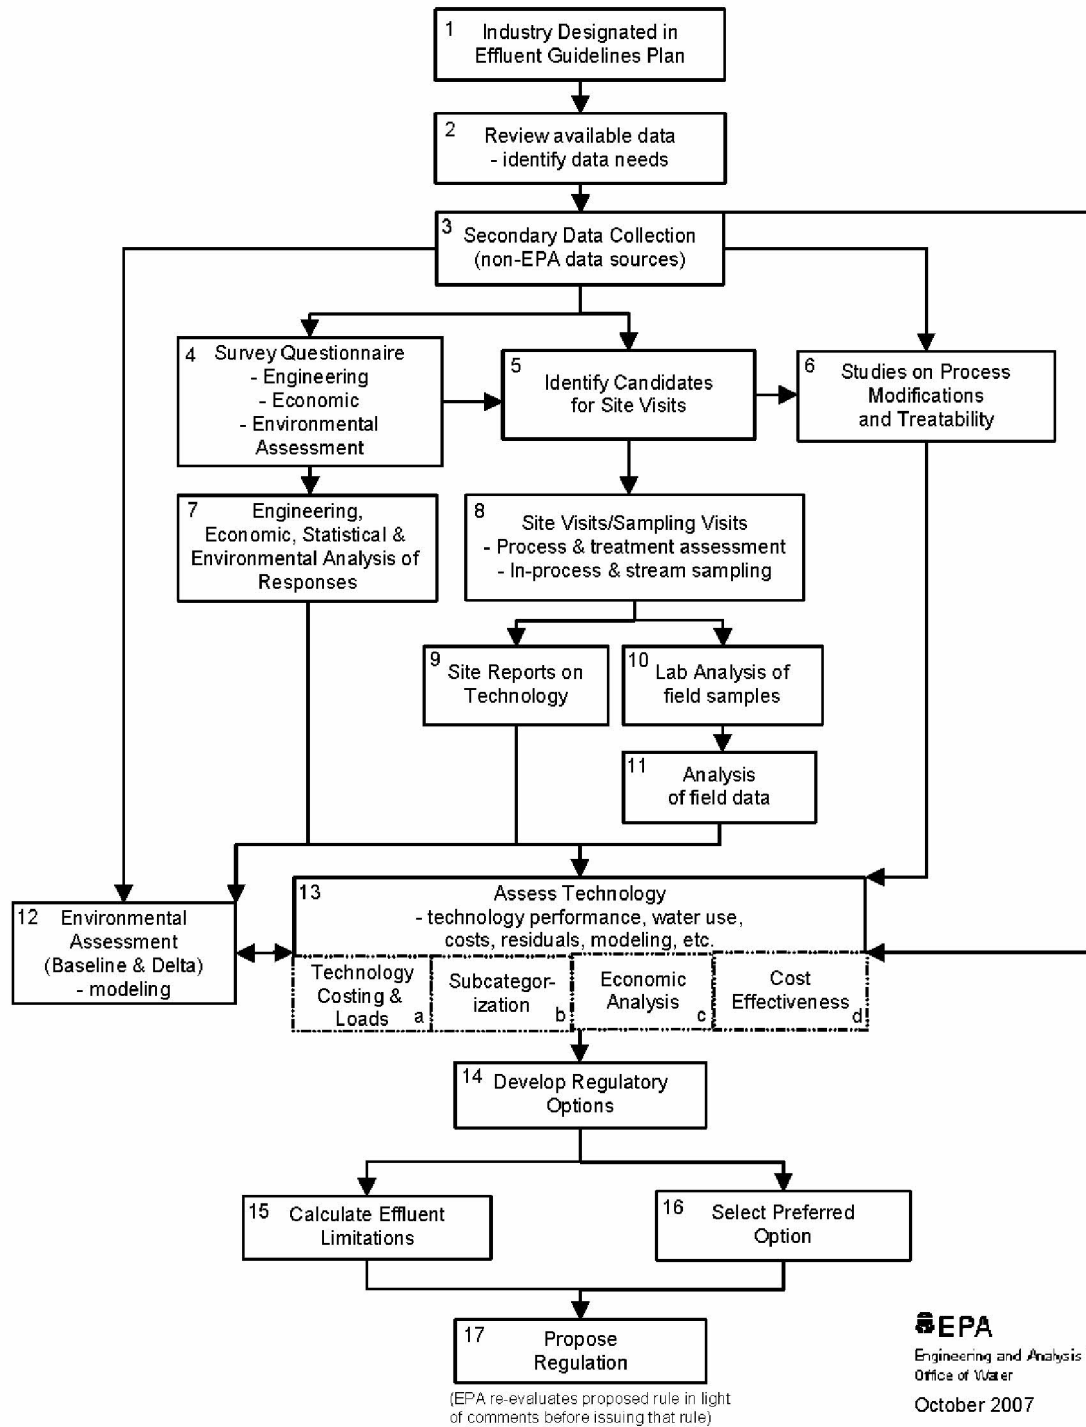 1
Industry Designated in
Effluent Guidelines Plan
2
Review available data
- identify data needs
3
Secondary Data Collection
(non-EPA data sources)
4
Survey Questionnaire
- Engineering
- Economic
- Environmental
Assessment
5
Identify Candidates
for Site Visits
6
Studies on Process
Modifications
and Treatability
7
Engineering,
Economic, Statistical &
Environmental Analysis of
Responses
8
Site Visits/Sampling Visits
- Process & treatment assessment
- In-process & stream sampling
9
Site Reports on
Technology
10
Lab Analysis of
field samples
11
Analysis
of field data
12
Environmental
Assessment
(Baseline & Delta)
- modeling
13
Assess Technology
- technology performance, water use,
costs, residuals, modeling, etc.
Technology
Costing &
Loads
a
Subcategor-
ization
b
Economic
Analysis
c
Cost
Effectiveness
d
14
Develop Regulatory
Options
15
Calculate Effluent
Limitations
16
Select Preferred
Option
17
Propose
Regulation
(EPA re-evaluates proposed rule in light
of comments before issuing that rule)
EPA
Engineering and Analysis
Office of Water
October 2007